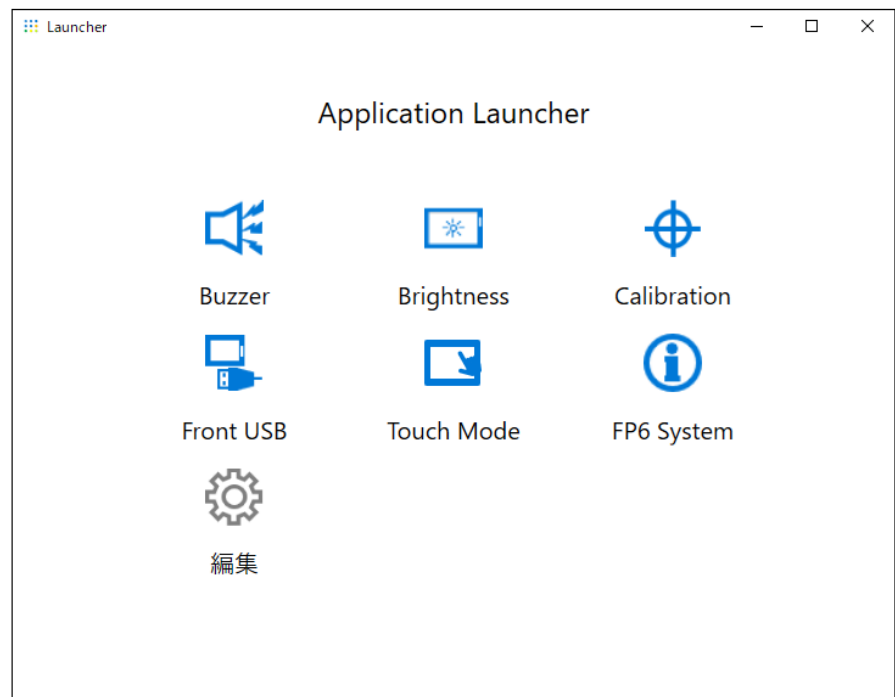 Launcher
Application Launcher
Buzzer
Brightness
Calibration
Front USB
Touch Mode
FP6 System
編集